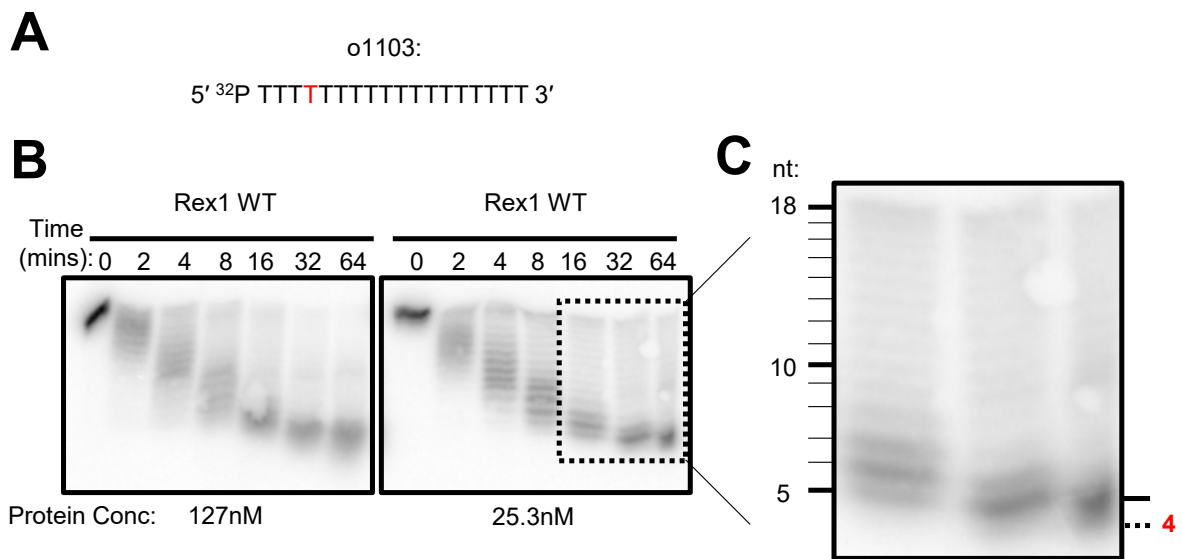 A
o1103:
5′ ³²P TTTTTTTTTTTTTTTTTT 3′
B
Rex1 WT
Rex1 WT
Time
(mins): 0 2 4 8 16 32 64
0 2 4 8 16 32 64
Protein Conc: 127nM
25.3nM
C
nt:
18
10
5
4